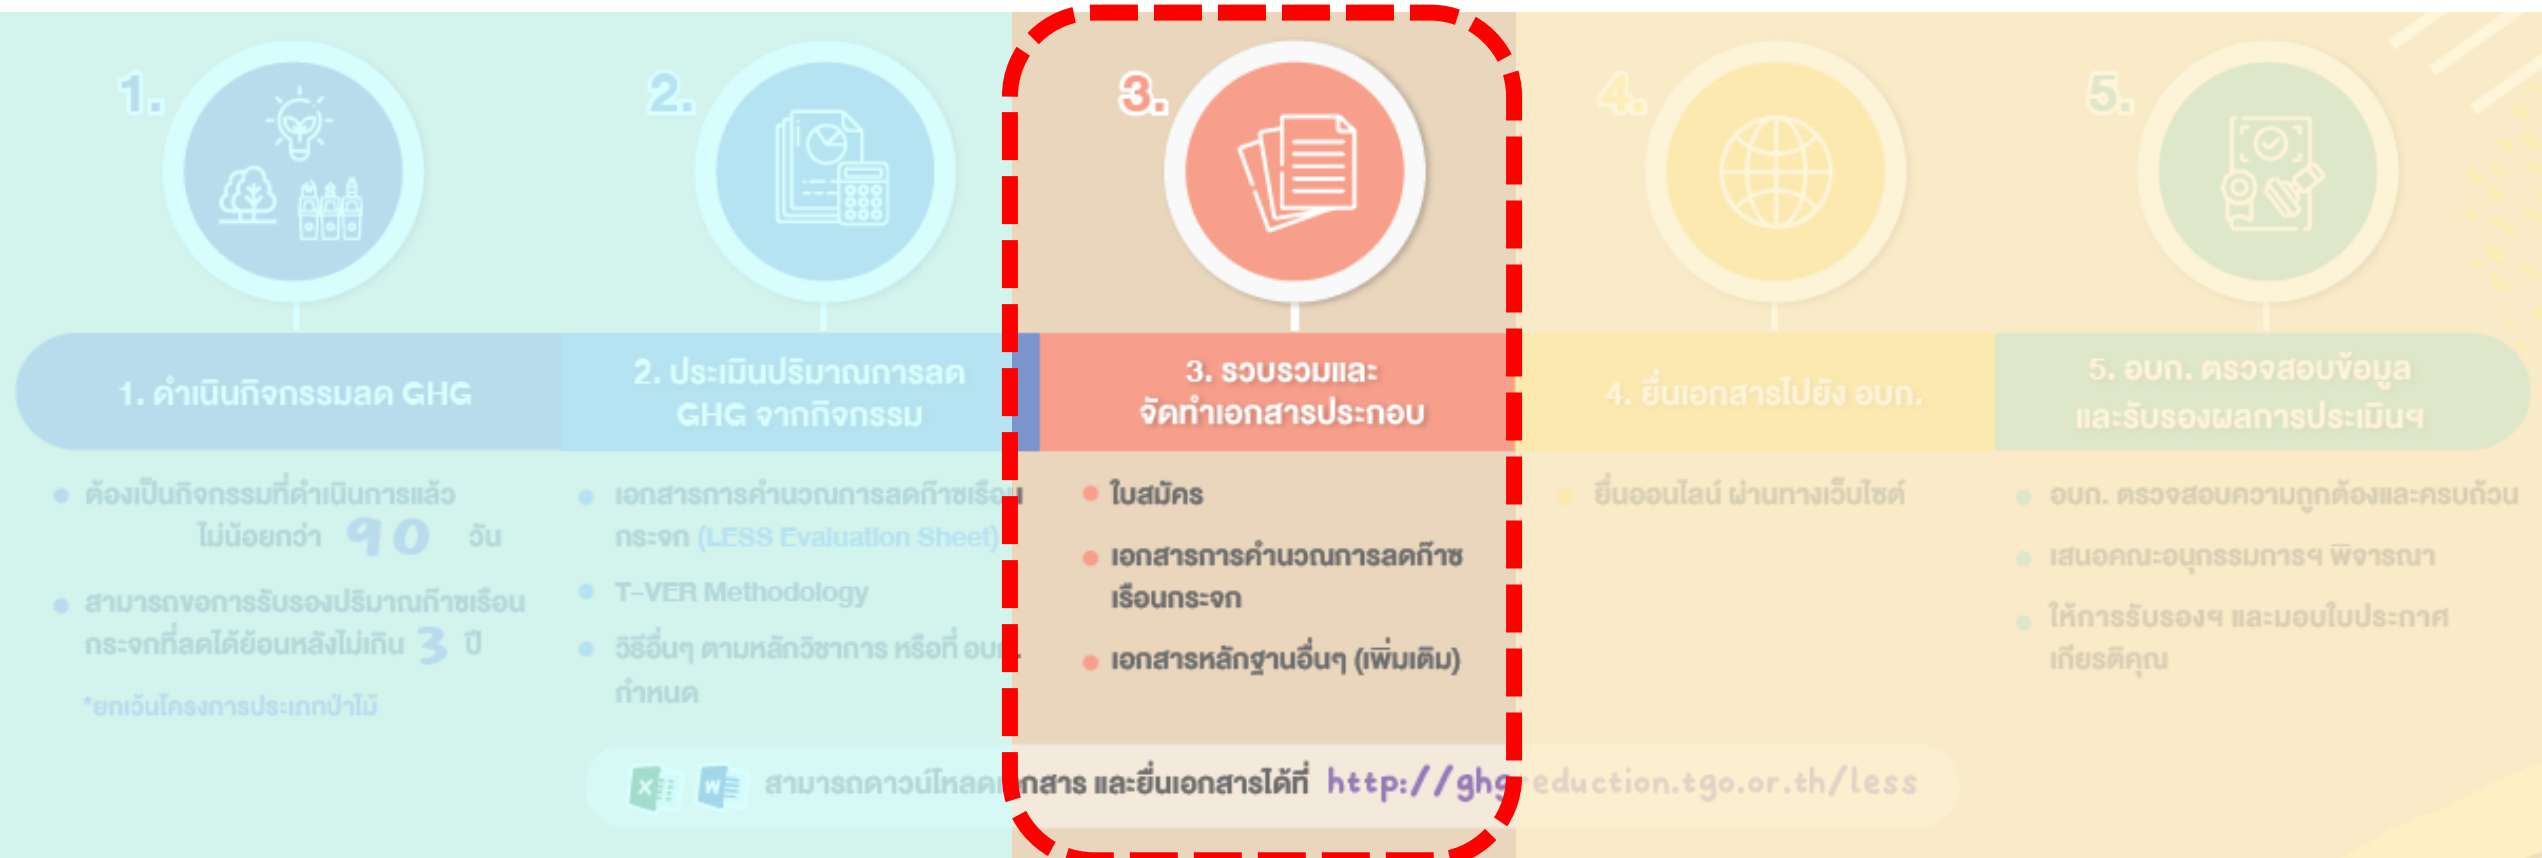 1.
2.
3.
4.
5.
1. ดำเนินกิจกรรมลด GHG
2. ประเมินปริมาณการลด
GHG จากกิจกรรม
3. รวบรวมและ
จัดทำเอกสารประกอบ
4. ยื่นเอกสารไปยัง อบก.
5. อบก. ตรวจสอบข้อมูล
และรับรองผลการประเมินฯ
ต้องเป็นกิจกรรมที่ดำเนินการแล้ว
ไม่น้อยกว่า 90 วัน
สามารถขอการรับรองปริมาณก๊าซเรือน
กระจกที่ลดได้ย้อนหลังไม่เกิน 3 ปี
*ยกเว้นโครงการประเภทป่าไม้
เอกสารการคำนวณการลดก๊าซเรือน
กระจก (LESS Evaluation Sheet)
T-VER Methodology
วิธีอื่นๆ ตามหลักวิชาการ หรือที่ อบก.
กำหนด
ใบสมัคร
เอกสารการคำนวณการลดก๊าซ
เรือนกระจก
เอกสารหลักฐานอื่นๆ (เพิ่มเติม)
ยื่นออนไลน์ ผ่านทางเว็บไซต์
อบก. ตรวจสอบความถูกต้องและครบถ้วน
เสนอคณะอนุกรรมการฯ พิจารณา
ให้การรับรองฯ และมอบใบประกาศ
เกียรติคุณ
สามารถดาวน์โหลดเอกสาร และยื่นเอกสารได้ที่ http://ghgreduction.tgo.or.th/less